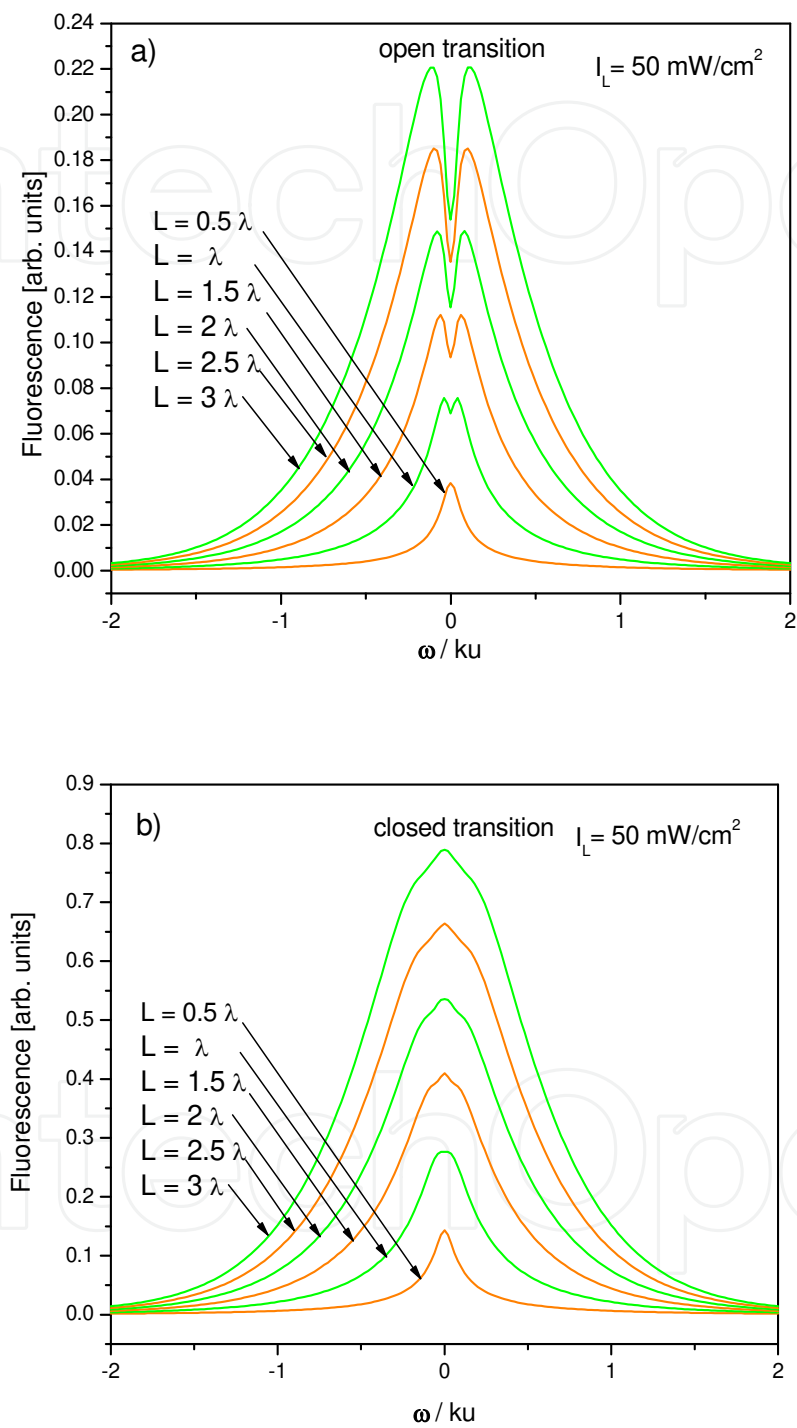 a)
open transition
I_L = 50 mW/cm²
0.24
0.22
0.20
0.18
0.16
0.14
0.12
0.10
0.08
0.06
0.04
0.02
0.00
Fluorescence [arb. units]
L = 0.5 λ
L = λ
L = 1.5 λ
L = 2 λ
L = 2.5 λ
L = 3 λ
-2
-1
0
1
2
ω / ku
b)
closed transition
I_L = 50 mW/cm²
0.9
0.8
0.7
0.6
0.5
0.4
0.3
0.2
0.1
0.0
Fluorescence [arb. units]
L = 0.5 λ
L = λ
L = 1.5 λ
L = 2 λ
L = 2.5 λ
L = 3 λ
-2
-1
0
1
2
ω / ku